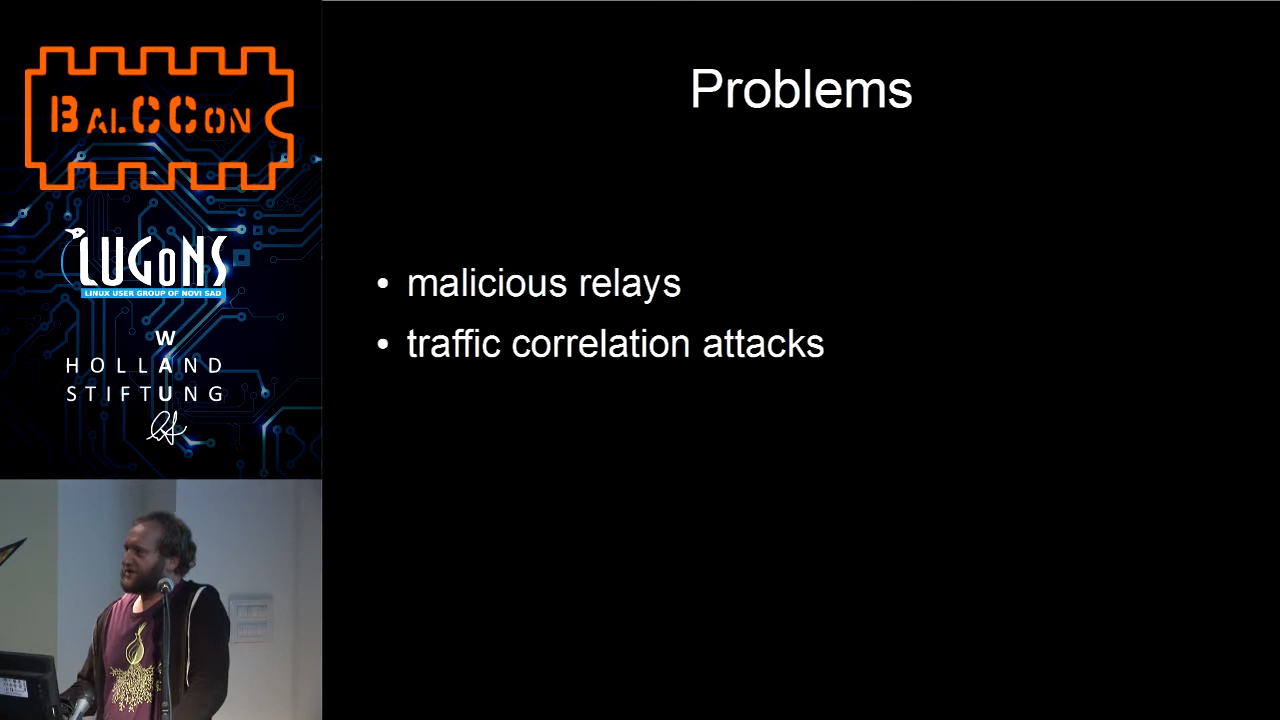 BALCCON
LUGONS
LINUX USER GROUP OF NOVI SAD
W
HOLLAND
STIFTUNG
Problems
• malicious relays
• traffic correlation attacks